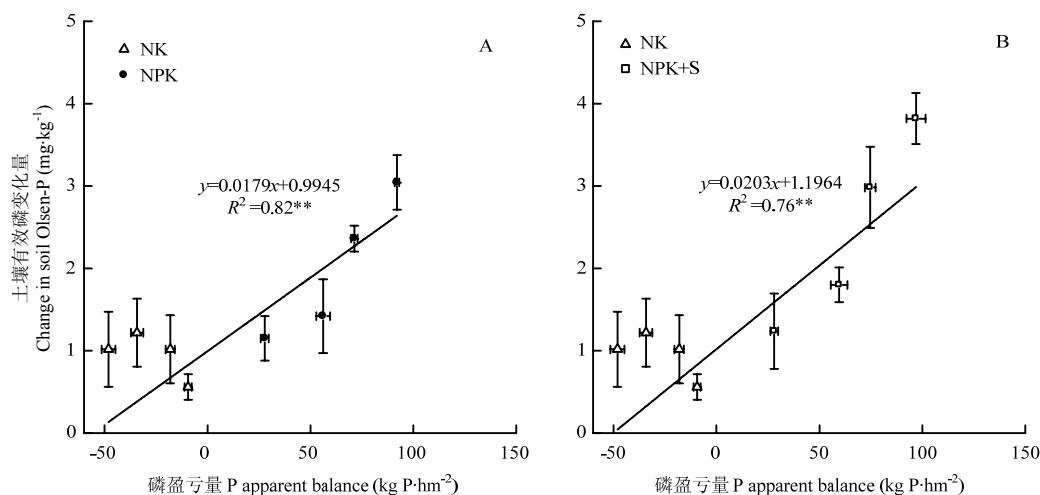 5
4
3
2
1
0
土壤有效磷变化量
Change in soil Olsen-P (mg·kg⁻¹)
A
NK
NPK
y=0.0179x+0.9945
R² =0.82**
-50 0 50 100 150
磷盈亏量 P apparent balance (kg P·hm⁻²)
5
4
3
2
1
0
B
NK
NPK+S
y=0.0203x+1.1964
R² =0.76**
-50 0 50 100 150
磷盈亏量 P apparent balance (kg P·hm⁻²)